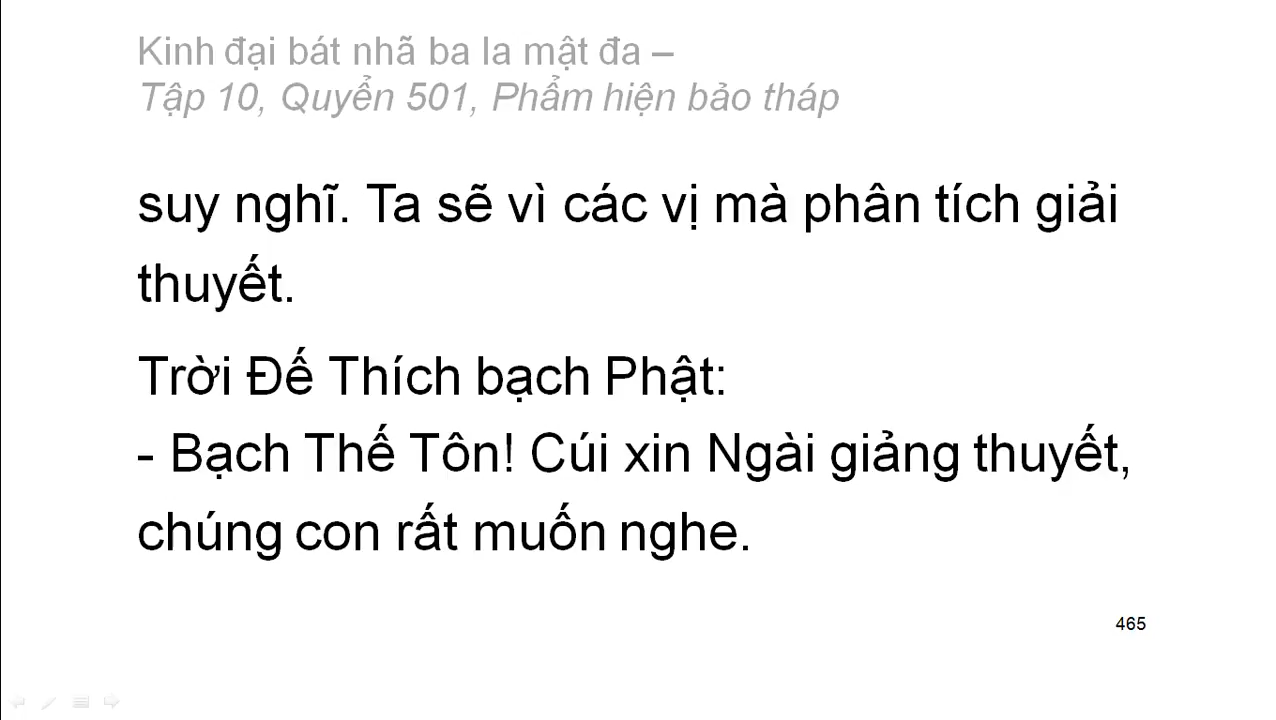 Kinh đại bát nhã ba la mật đa –
Tập 10, Quyển 501, Phẩm hiện bảo tháp
suy nghĩ. Ta sẽ vì các vị mà phân tích giải
thuyết.
Trời Đế Thích bạch Phật:
- Bạch Thế Tôn! Cúi xin Ngài giảng thuyết,
chúng con rất muốn nghe.
465